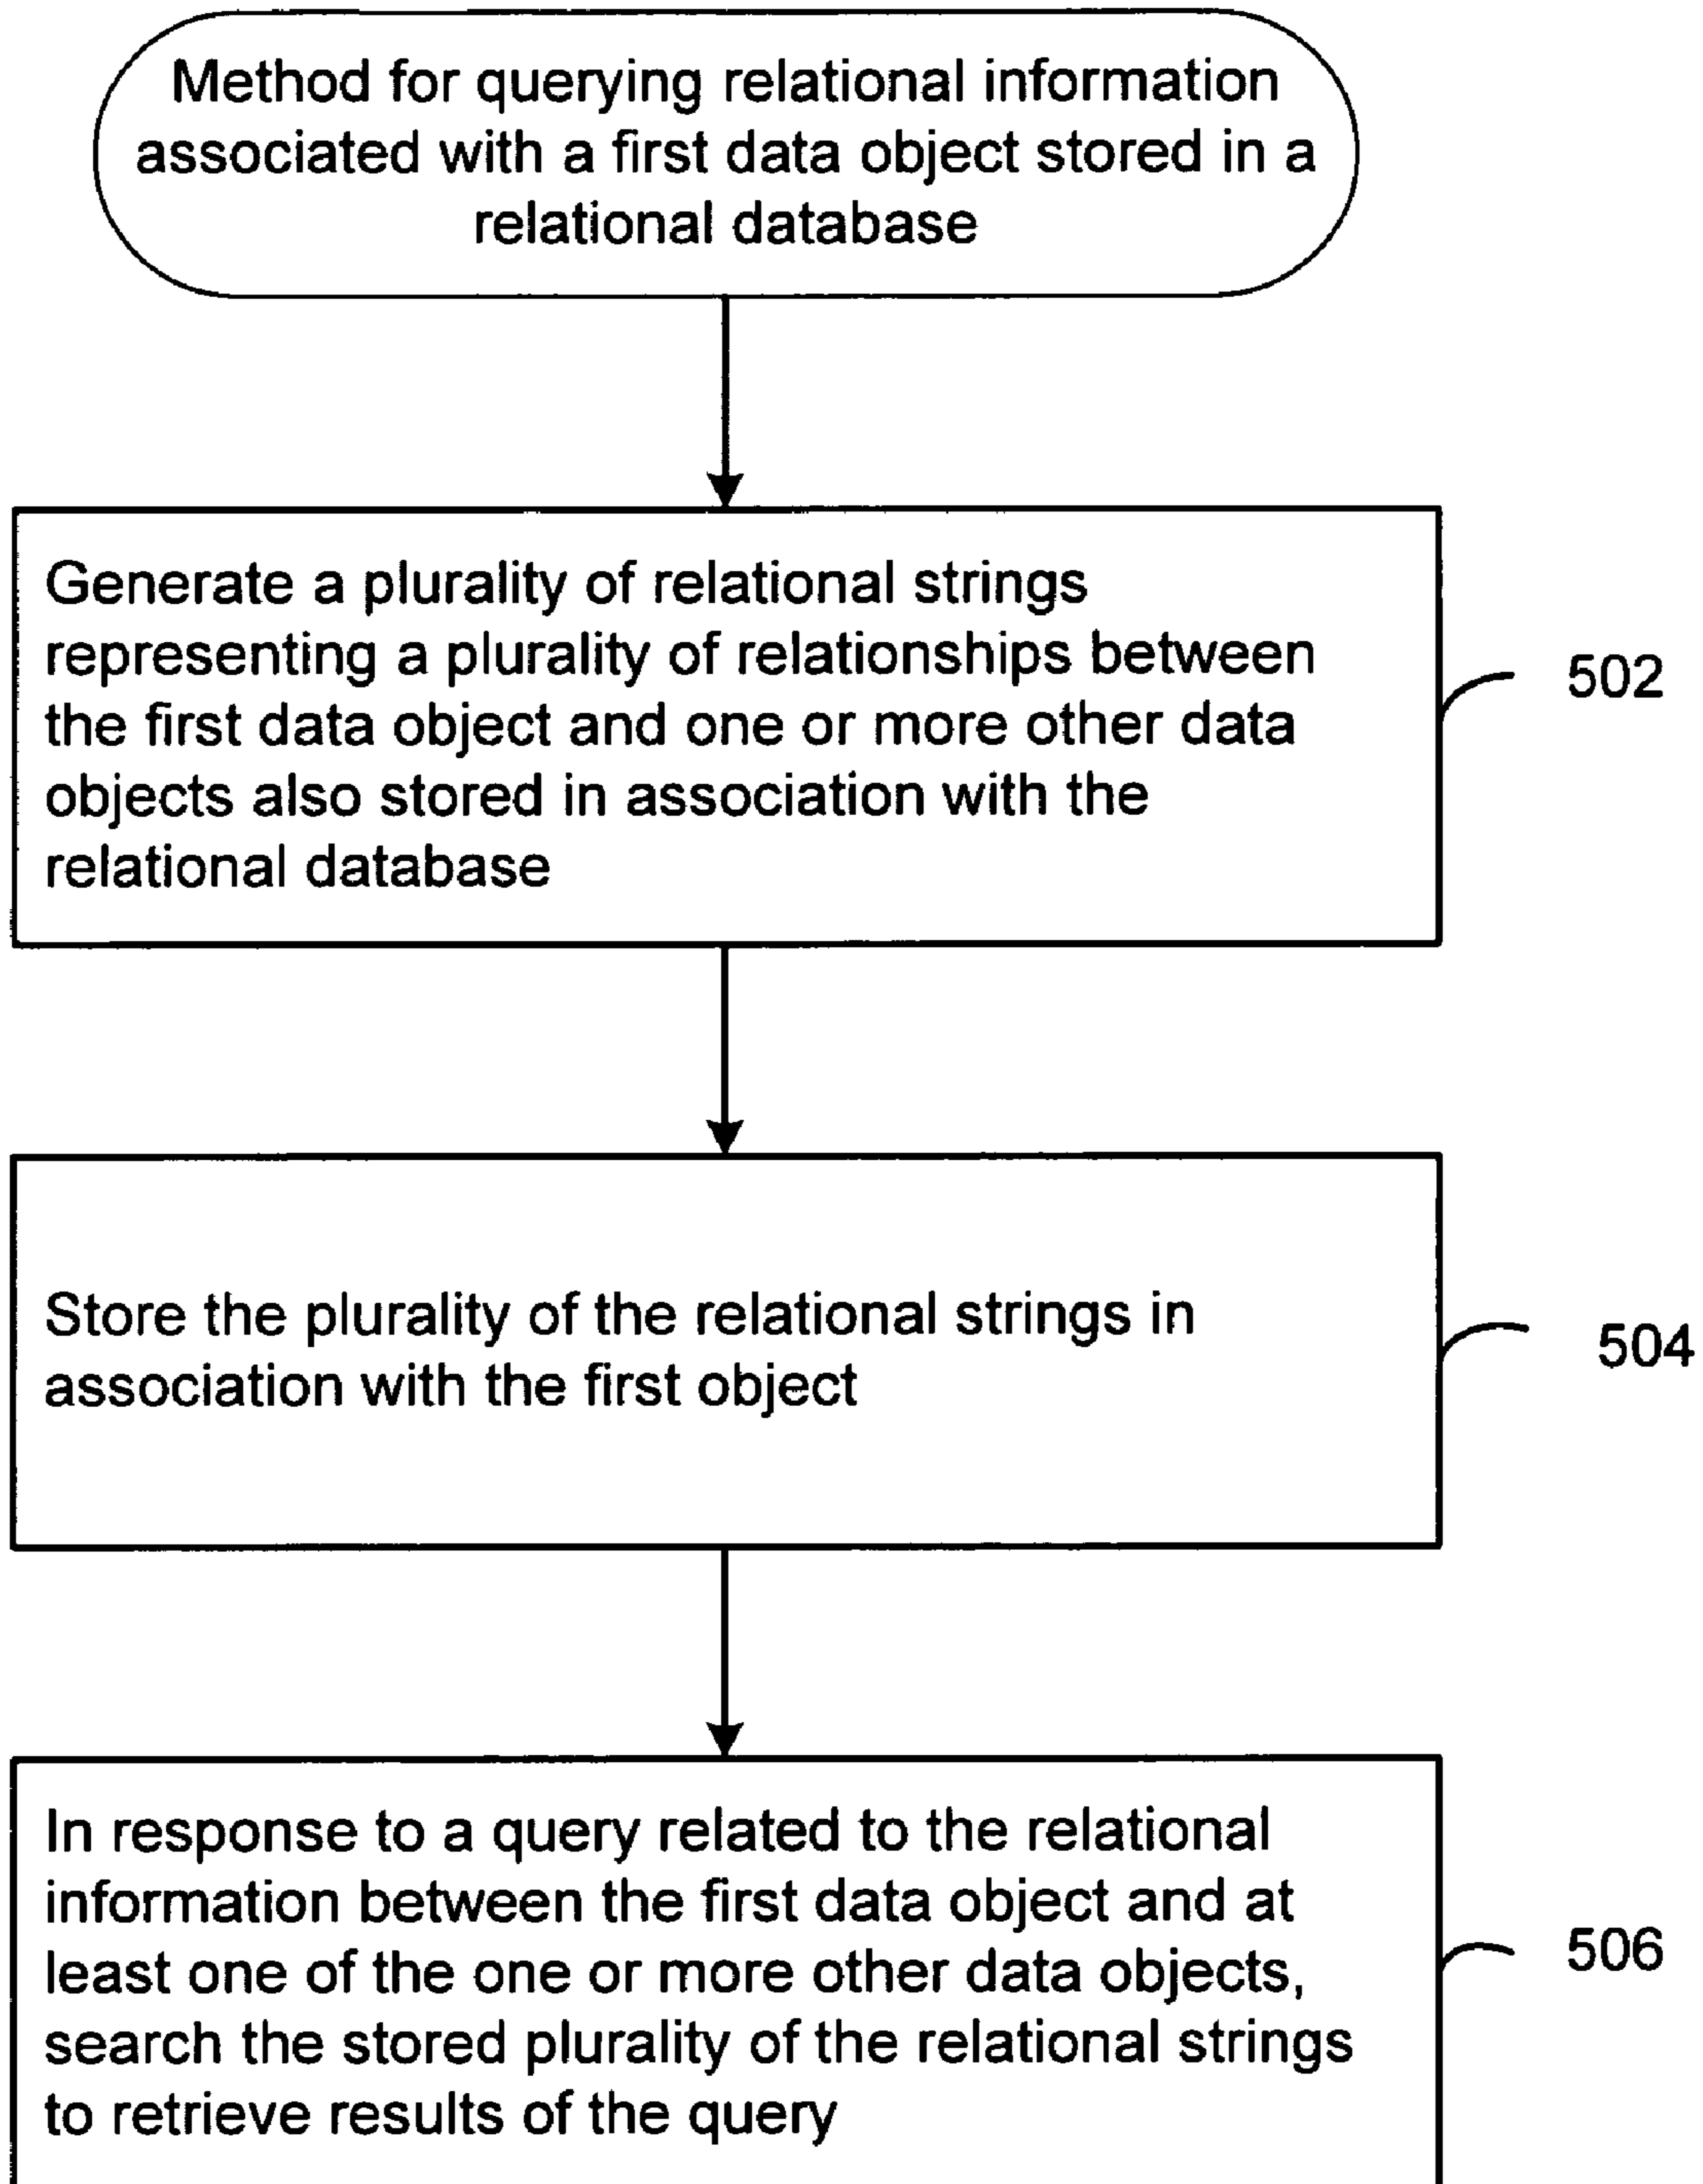 Method for querying relational information
associated with a first data object stored in a
relational database
Generate a plurality of relational strings
representing a plurality of relationships between
the first data object and one or more other data
objects also stored in association with the
relational database
502
Store the plurality of the relational strings in
association with the first object
504
In response to a query related to the relational
information between the first data object and at
least one of the one or more other data objects,
search the stored plurality of the relational strings
to retrieve results of the query
506